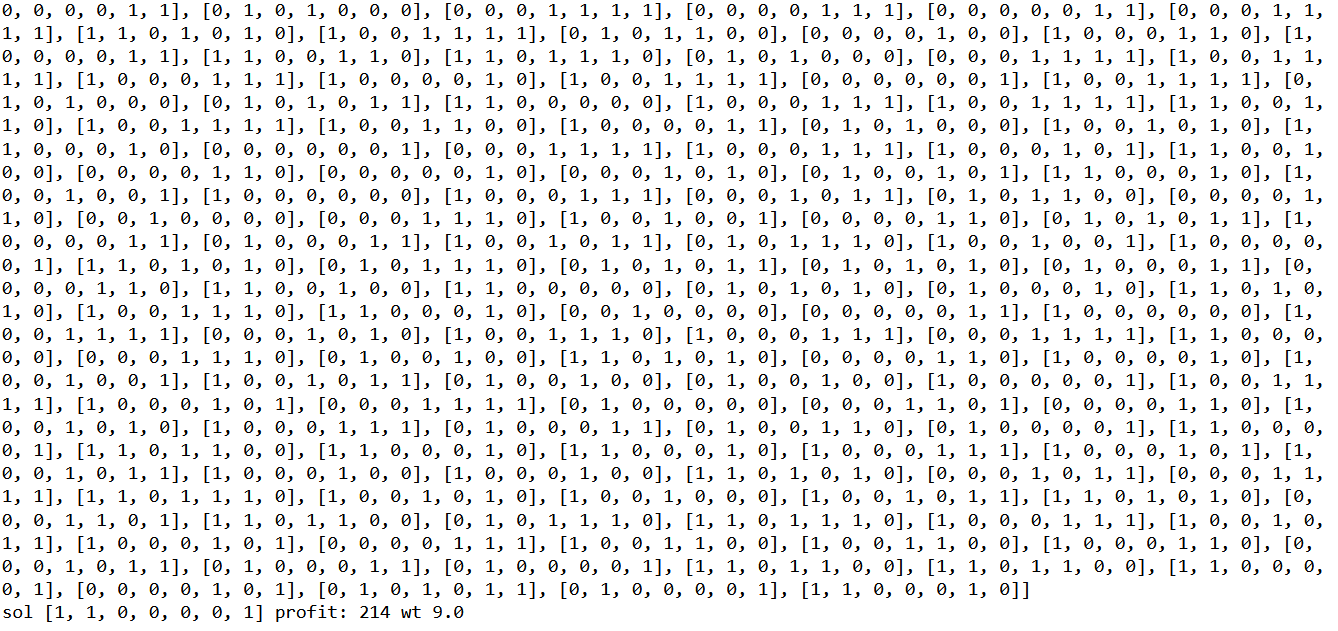 0, 0, 0, 0, 1, 1], [0, 1, 0, 1, 0, 0, 0], [0, 0, 0, 1, 1, 1, 1], [0, 0, 0, 0, 1, 1, 1], [0, 0, 0, 0, 0, 1, 1], [0, 0, 0, 1, 1,
1, 1], [1, 1, 0, 1, 0, 1, 0], [1, 0, 0, 1, 1, 1, 1], [0, 1, 0, 1, 1, 0, 0], [0, 0, 0, 0, 1, 0, 0], [1, 0, 0, 0, 1, 1, 0], [1,
0, 0, 0, 0, 1, 1], [1, 1, 0, 0, 1, 1, 0], [1, 1, 0, 1, 1, 1, 0], [0, 1, 0, 1, 0, 0, 0], [0, 0, 0, 1, 1, 1, 1], [1, 0, 0, 1, 1,
1, 1], [1, 0, 0, 0, 1, 1, 1], [1, 0, 0, 0, 0, 1, 0], [1, 0, 0, 1, 1, 1, 1], [0, 0, 0, 0, 0, 0, 1], [1, 0, 0, 1, 1, 1, 1], [0,
1, 0, 1, 0, 0, 0], [0, 1, 0, 1, 0, 1, 1], [1, 1, 0, 0, 0, 0, 0], [1, 0, 0, 0, 1, 1, 1], [1, 0, 0, 1, 1, 1, 1], [1, 1, 0, 0, 1,
1, 0], [1, 0, 0, 1, 1, 1, 1], [1, 0, 0, 1, 1, 0, 0], [1, 0, 0, 0, 0, 1, 1], [0, 1, 0, 1, 0, 0, 0], [1, 0, 0, 1, 0, 1, 0], [1,
1, 0, 0, 0, 1, 0], [0, 0, 0, 0, 0, 0, 1], [0, 0, 0, 1, 1, 1, 1], [1, 0, 0, 0, 1, 1, 1], [1, 0, 0, 0, 1, 0, 1], [1, 1, 0, 0, 1,
0, 0], [0, 0, 0, 0, 1, 1, 0], [0, 0, 0, 0, 0, 1, 0], [0, 0, 0, 1, 0, 1, 0], [0, 1, 0, 0, 1, 0, 1], [1, 1, 0, 0, 0, 1, 0], [1,
0, 0, 1, 0, 0, 1], [1, 0, 0, 0, 0, 0, 0], [1, 0, 0, 0, 1, 1, 1], [0, 0, 0, 1, 0, 1, 1], [0, 1, 0, 1, 1, 0, 0], [0, 0, 0, 0, 1,
1, 0], [0, 0, 1, 0, 0, 0, 0], [0, 0, 0, 1, 1, 1, 0], [1, 0, 0, 1, 0, 0, 1], [0, 0, 0, 0, 1, 1, 0], [0, 1, 0, 1, 0, 1, 1], [1,
0, 0, 0, 0, 1, 1], [0, 1, 0, 0, 0, 1, 1], [1, 0, 0, 1, 0, 1, 1], [0, 1, 0, 1, 1, 1, 0], [1, 0, 0, 1, 0, 0, 1], [1, 0, 0, 0, 0,
0, 1], [1, 1, 0, 1, 0, 1, 0], [0, 1, 0, 1, 1, 1, 0], [0, 1, 0, 1, 0, 1, 1], [0, 1, 0, 1, 0, 1, 0], [0, 1, 0, 0, 0, 1, 1], [0,
0, 0, 0, 1, 1, 0], [1, 1, 0, 0, 1, 0, 0], [1, 1, 0, 0, 0, 0, 0], [0, 1, 0, 1, 0, 1, 0], [0, 1, 0, 0, 0, 1, 0], [1, 1, 0, 1, 0,
1, 0], [1, 0, 0, 1, 1, 1, 0], [1, 1, 0, 0, 0, 1, 0], [0, 0, 1, 0, 0, 0, 0], [0, 0, 0, 0, 0, 1, 1], [1, 0, 0, 0, 0, 0, 0], [1,
0, 0, 1, 1, 1, 1], [0, 0, 0, 1, 0, 1, 0], [1, 0, 0, 1, 1, 1, 0], [1, 0, 0, 0, 1, 1, 1], [0, 0, 0, 1, 1, 1, 1], [1, 1, 0, 0, 0,
0, 0], [0, 0, 0, 1, 1, 1, 0], [0, 1, 0, 0, 1, 0, 0], [1, 1, 0, 1, 0, 1, 0], [0, 0, 0, 0, 1, 1, 0], [1, 0, 0, 0, 0, 1, 0], [1,
0, 0, 1, 0, 0, 1], [1, 0, 0, 1, 0, 1, 1], [0, 1, 0, 0, 1, 0, 0], [0, 1, 0, 0, 1, 0, 0], [1, 0, 0, 0, 0, 0, 1], [1, 0, 0, 1, 1,
1, 1], [1, 0, 0, 0, 1, 0, 1], [0, 0, 0, 1, 1, 1, 1], [0, 1, 0, 0, 0, 0, 0], [0, 0, 0, 1, 1, 0, 1], [0, 0, 0, 0, 1, 1, 0], [1,
0, 0, 1, 0, 1, 0], [1, 0, 0, 0, 1, 1, 1], [0, 1, 0, 0, 0, 1, 1], [0, 1, 0, 0, 1, 1, 0], [0, 1, 0, 0, 0, 0, 1], [1, 1, 0, 0, 0,
0, 1], [1, 1, 0, 1, 1, 0, 0], [1, 1, 0, 0, 0, 1, 0], [1, 1, 0, 0, 0, 1, 0], [1, 0, 0, 0, 1, 1, 1], [1, 0, 0, 0, 1, 0, 1], [1,
0, 0, 1, 0, 1, 1], [1, 0, 0, 0, 1, 0, 0], [1, 0, 0, 0, 1, 0, 0], [1, 1, 0, 1, 0, 1, 0], [0, 0, 0, 1, 0, 1, 1], [0, 0, 0, 1, 1,
1, 1], [1, 1, 0, 1, 1, 1, 0], [1, 0, 0, 1, 0, 1, 0], [1, 0, 0, 1, 0, 0, 0], [1, 0, 0, 1, 0, 1, 1], [1, 1, 0, 1, 0, 1, 0], [0,
0, 0, 1, 1, 0, 1], [1, 1, 0, 1, 1, 0, 0], [0, 1, 0, 1, 1, 1, 0], [1, 1, 0, 1, 1, 1, 0], [1, 0, 0, 0, 1, 1, 1], [1, 0, 0, 1, 0,
1, 1], [1, 0, 0, 0, 1, 0, 1], [0, 0, 0, 0, 1, 1, 1], [1, 0, 0, 1, 1, 0, 0], [1, 0, 0, 1, 1, 0, 0], [1, 0, 0, 0, 1, 1, 0], [0,
0, 0, 1, 0, 1, 1], [0, 1, 0, 0, 0, 1, 1], [0, 1, 0, 0, 0, 0, 1], [1, 1, 0, 1, 1, 0, 0], [1, 1, 0, 1, 1, 0, 0], [1, 1, 0, 0, 0,
0, 1], [0, 0, 0, 0, 1, 0, 1], [0, 1, 0, 1, 0, 1, 1], [0, 1, 0, 0, 0, 0, 1], [1, 1, 0, 0, 0, 1, 0]]
sol [1, 1, 0, 0, 0, 0, 1] profit: 214 wt 9.0